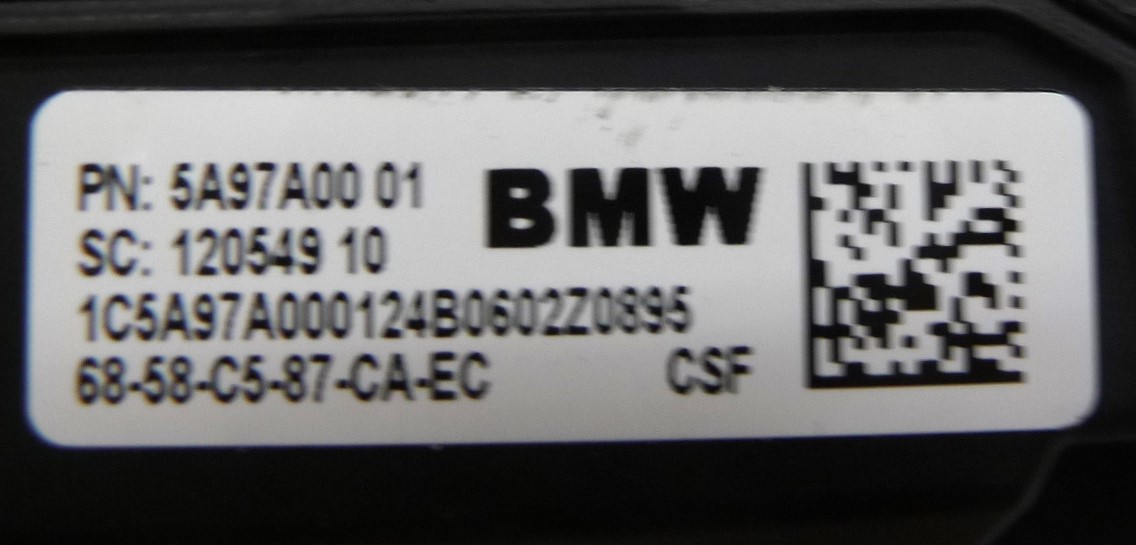 PN: 5A97A00 01
BMW
SC: 120549 10
1C5A97A000124B0602Z0895
68-58-C5-87-CA-EC CSF